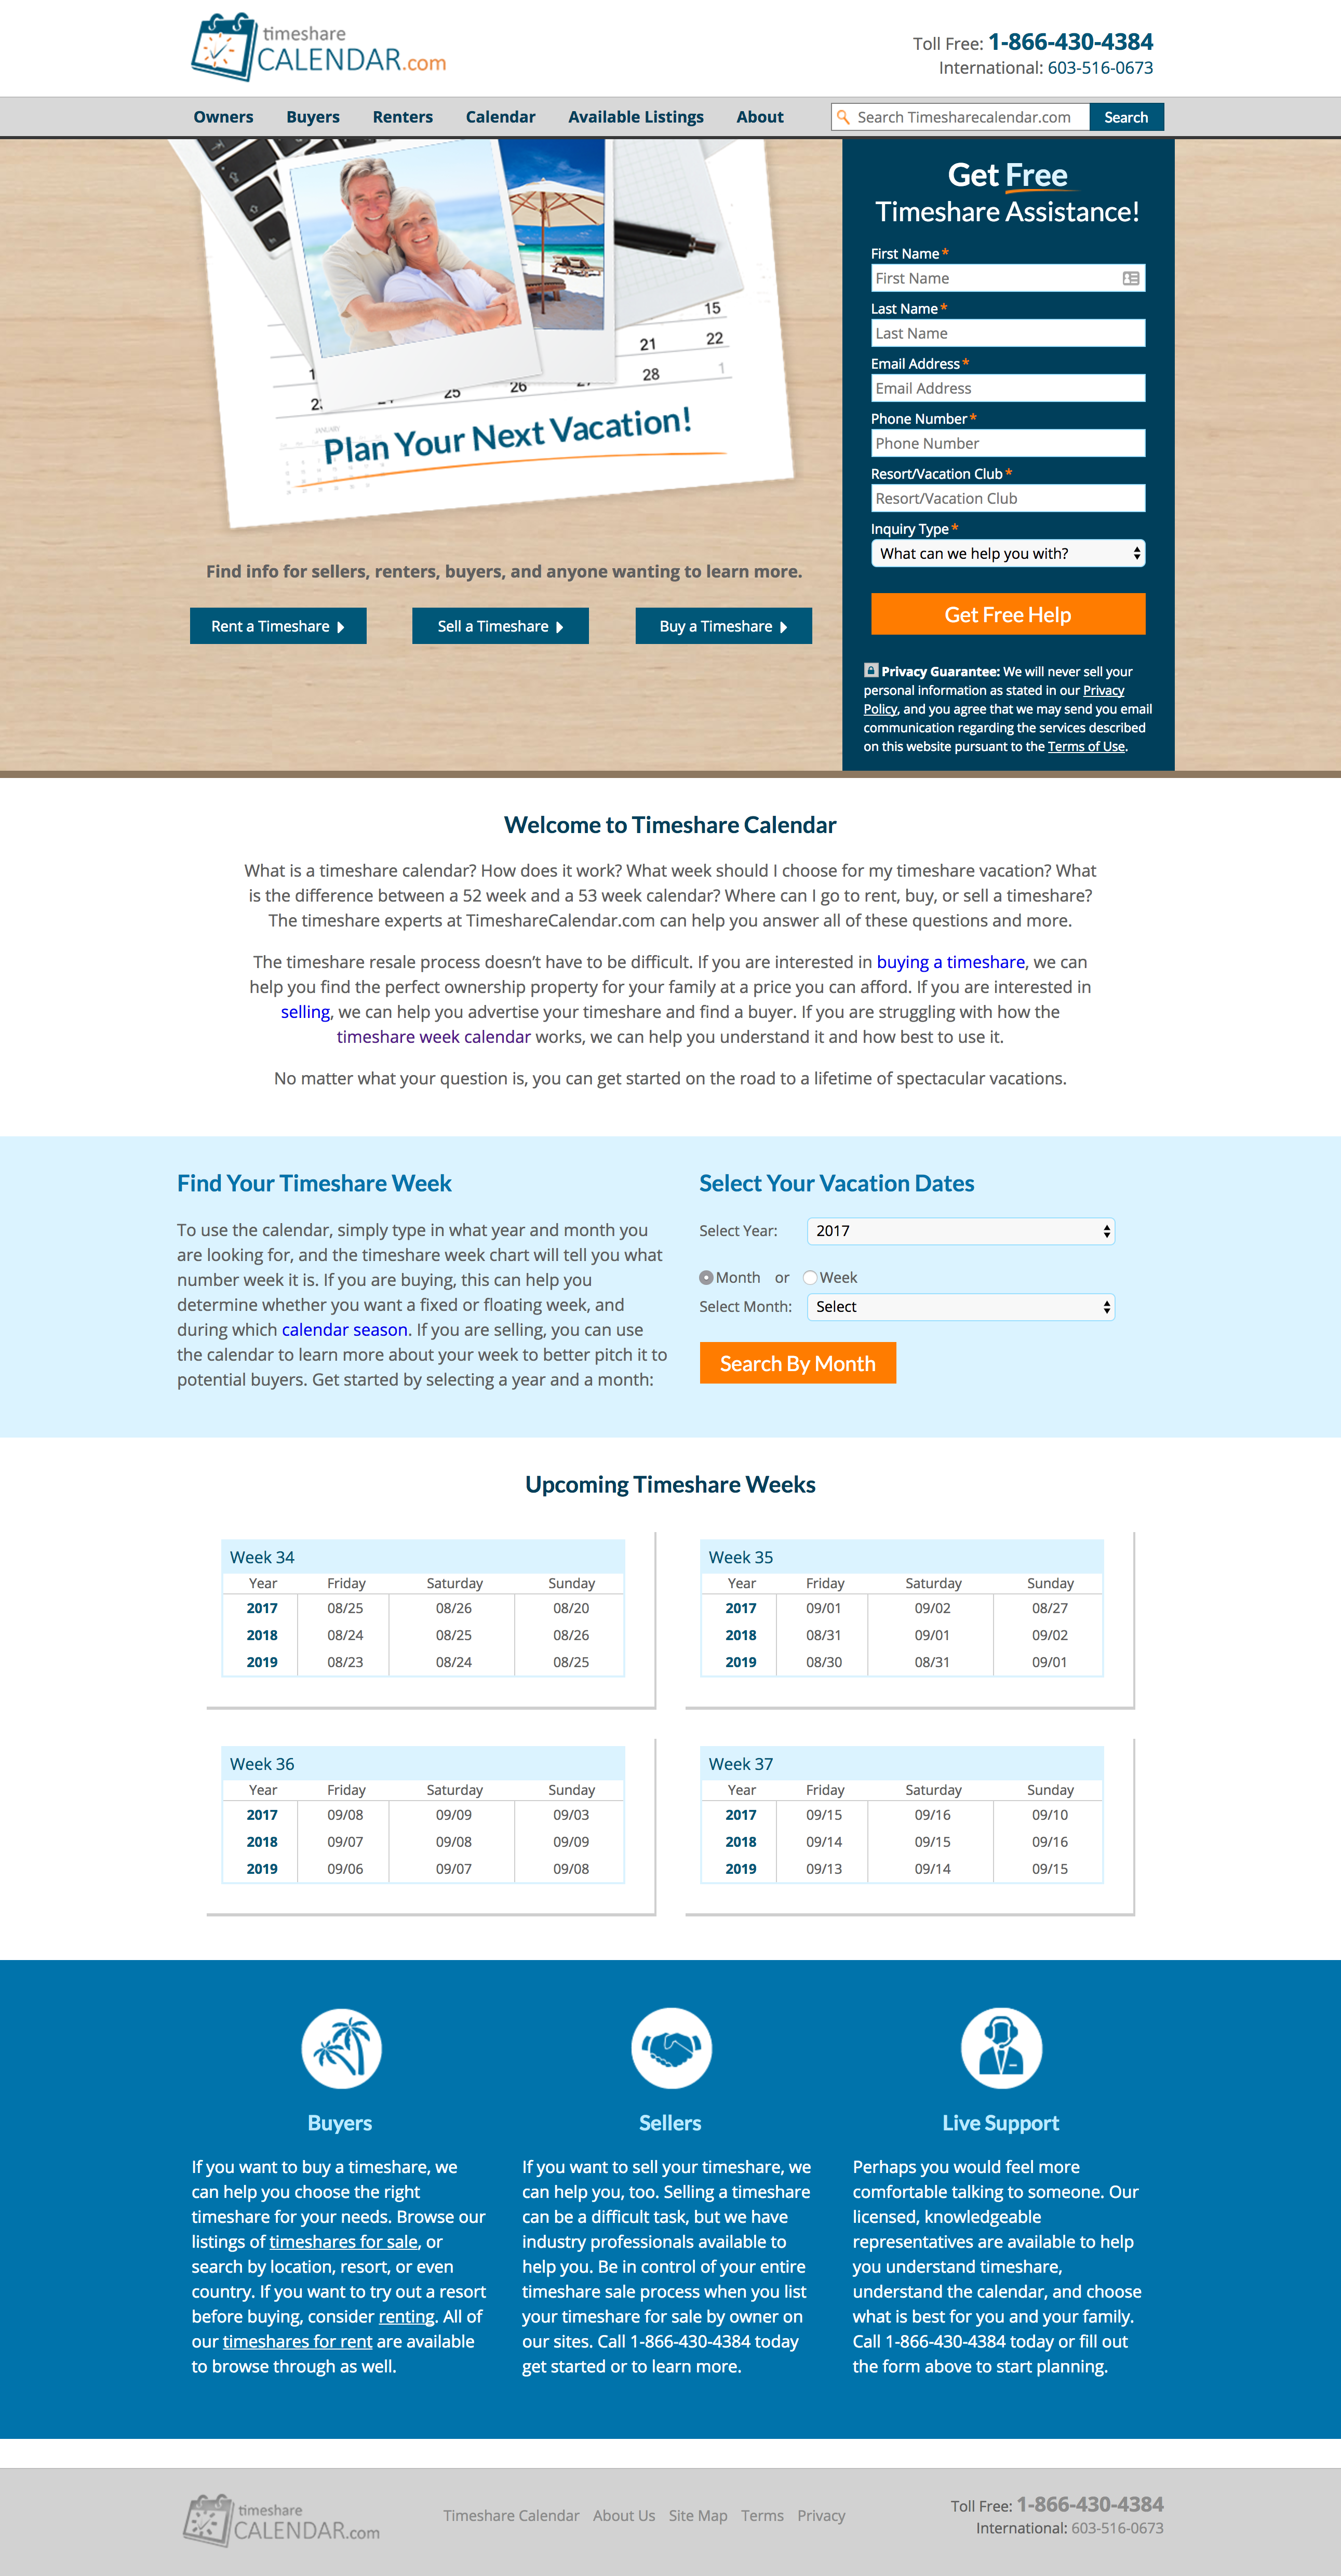 timeshare
CALENDAR.com
Toll Free: 1-866-430-4384
International: 603-516-0673
Owners Buyers Renters Calendar Available Listings About
Search Timesharecalendar.com Search
15
21 22
1 28 1
2 25 26
JANUARY
Plan Your Next Vacation!
Find info for sellers, renters, buyers, and anyone wanting to learn more.
Rent a Timeshare Sell a Timeshare Buy a Timeshare
Get Free
Timeshare Assistance!
First Name *
First Name
Last Name *
Last Name
Email Address *
Email Address
Phone Number *
Phone Number
Resort/Vacation Club *
Resort/Vacation Club
Inquiry Type *
What can we help you with?
Get Free Help
Privacy Guarantee: We will never sell your
personal information as stated in our Privacy
Policy, and you agree that we may send you email
communication regarding the services described
on this website pursuant to the Terms of Use.
Welcome to Timeshare Calendar
What is a timeshare calendar? How does it work? What week should I choose for my timeshare vacation? What
is the difference between a 52 week and a 53 week calendar? Where can I go to rent, buy, or sell a timeshare?
The timeshare experts at TimeshareCalendar.com can help you answer all of these questions and more.
The timeshare resale process doesn't have to be difficult. If you are interested in buying a timeshare, we can
help you find the perfect ownership property for your family at a price you can afford. If you are interested in
selling, we can help you advertise your timeshare and find a buyer. If you are struggling with how the
timeshare week calendar works, we can help you understand it and how best to use it.
No matter what your question is, you can get started on the road to a lifetime of spectacular vacations.
Find Your Timeshare Week
To use the calendar, simply type in what year and month you
are looking for, and the timeshare week chart will tell you what
number week it is. If you are buying, this can help you
determine whether you want a fixed or floating week, and
during which calendar season. If you are selling, you can use
the calendar to learn more about your week to better pitch it to
potential buyers. Get started by selecting a year and a month:
Select Your Vacation Dates
Select Year: 2017
Month or Week
Select Month: Select
Search By Month
Upcoming Timeshare Weeks
Week 34
Year Friday Saturday Sunday
2017 08/25 08/26 08/20
2018 08/24 08/25 08/26
2019 08/23 08/24 08/25
Week 35
Year Friday Saturday Sunday
2017 09/01 09/02 08/27
2018 08/31 09/01 09/02
2019 08/30 08/31 09/01
Week 36
Year Friday Saturday Sunday
2017 09/08 09/09 09/03
2018 09/07 09/08 09/09
2019 09/06 09/07 09/08
Week 37
Year Friday Saturday Sunday
2017 09/15 09/16 09/10
2018 09/14 09/15 09/16
2019 09/13 09/14 09/15
Buyers
If you want to buy a timeshare, we
can help you choose the right
timeshare for your needs. Browse our
listings of timeshares for sale, or
search by location, resort, or even
country. If you want to try out a resort
before buying, consider renting. All of
our timeshares for rent are available
to browse through as well.
Sellers
If you want to sell your timeshare, we
can help you, too. Selling a timeshare
can be a difficult task, but we have
industry professionals available to
help you. Be in control of your entire
timeshare sale process when you list
your timeshare for sale by owner on
our sites. Call 1-866-430-4384 today
get started or to learn more.
Live Support
Perhaps you would feel more
comfortable talking to someone. Our
licensed, knowledgeable
representatives are available to help
you understand timeshare,
understand the calendar, and choose
what is best for you and your family.
Call 1-866-430-4384 today or fill out
the form above to start planning.
timeshare
CALENDAR.com
Timeshare Calendar About Us Site Map Terms Privacy
Toll Free: 1-866-430-4384
International: 603-516-0673